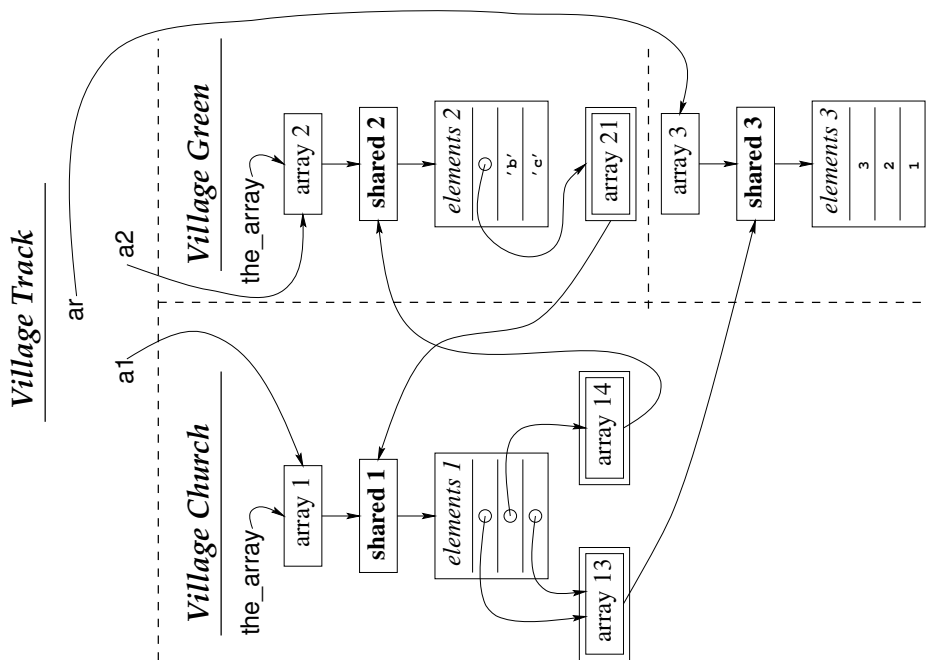 Village Track
ar
a1
a2
Village Church
the_array
array 1
shared 1
elements 1
array 13
array 14
Village Green
the_array
array 2
shared 2
elements 2
'b'
'c'
array 21
array 3
shared 3
elements 3
3
2
1